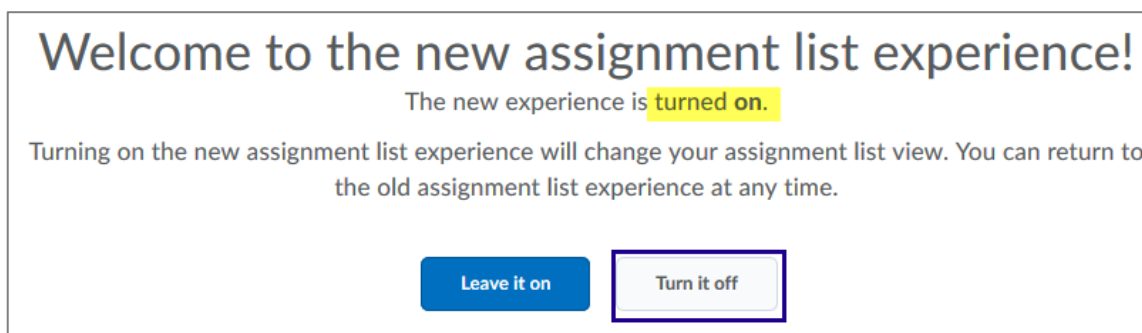 Welcome to the new assignment list experience!
The new experience is turned on.
Turning on the new assignment list experience will change your assignment list view. You can return to
the old assignment list experience at any time.
Leave it on
Turn it off